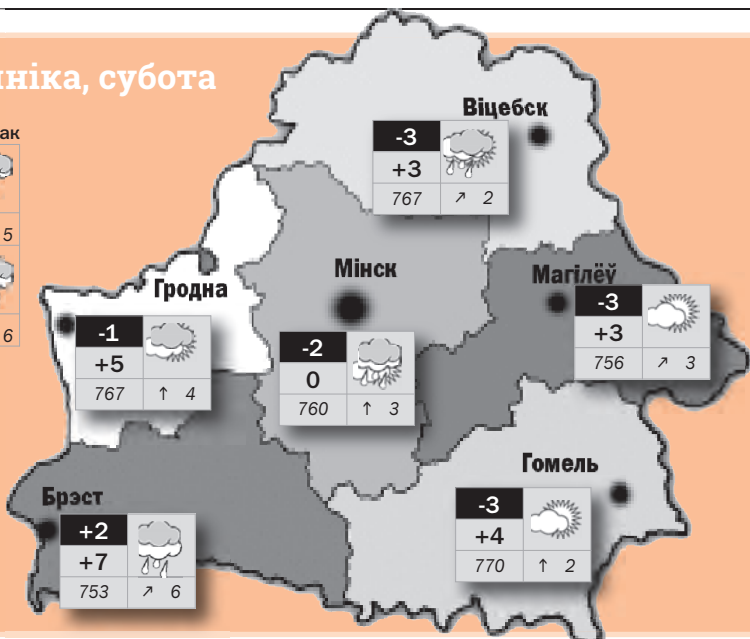 ніка, субота
ак
5
6
Віцебск
-3
+3
767 ↗ 2
Мінск
-2
0
760 ↑ 3
Магілёў
-3
+3
756 ↗ 3
Гродна
-1
+5
767 ↑ 4
Гомель
-3
+4
770 ↑ 2
Брэст
+2
+7
753 ↗ 6